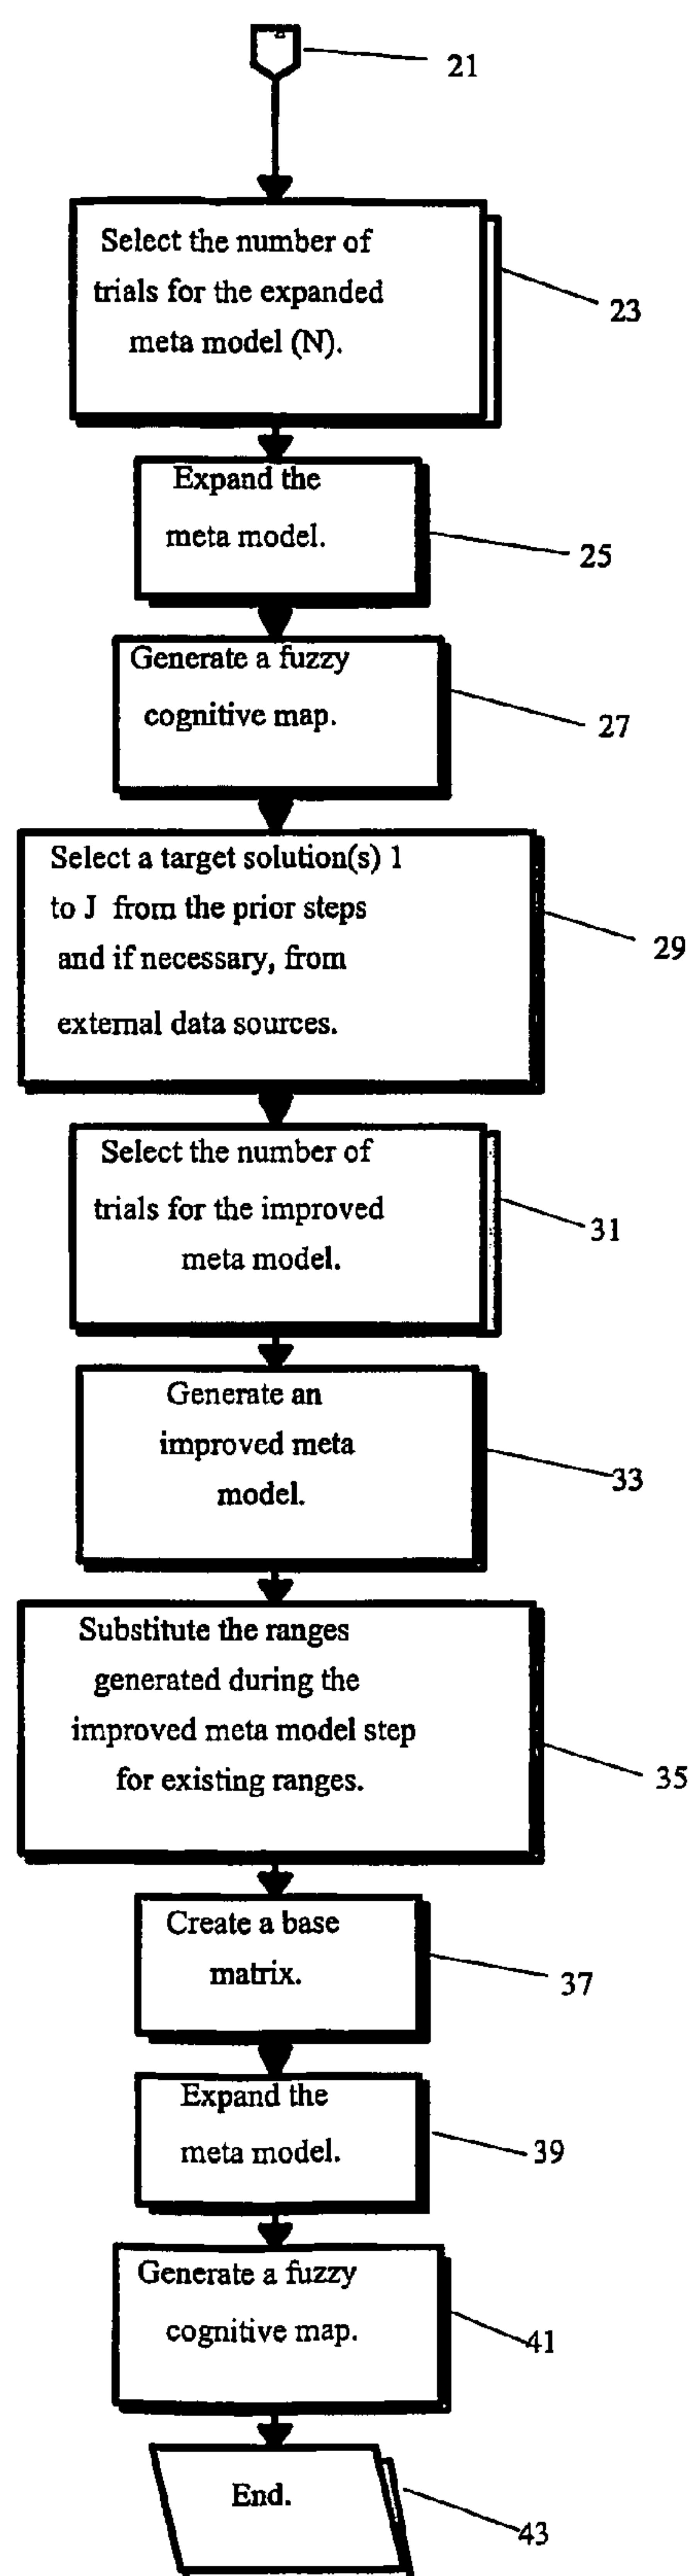 21
Select the number of
trials for the expanded
meta model (N).
23
Expand the
meta model.
25
Generate a fuzzy
cognitive map.
27
Select a target solution(s) 1
to J from the prior steps
and if necessary, from
external data sources.
29
Select the number of
trials for the improved
meta model.
31
Generate an
improved meta
model.
33
Substitute the ranges
generated during the
improved meta model step
for existing ranges.
35
Create a base
matrix.
37
Expand the
meta model.
39
Generate a fuzzy
cognitive map.
41
End.
43